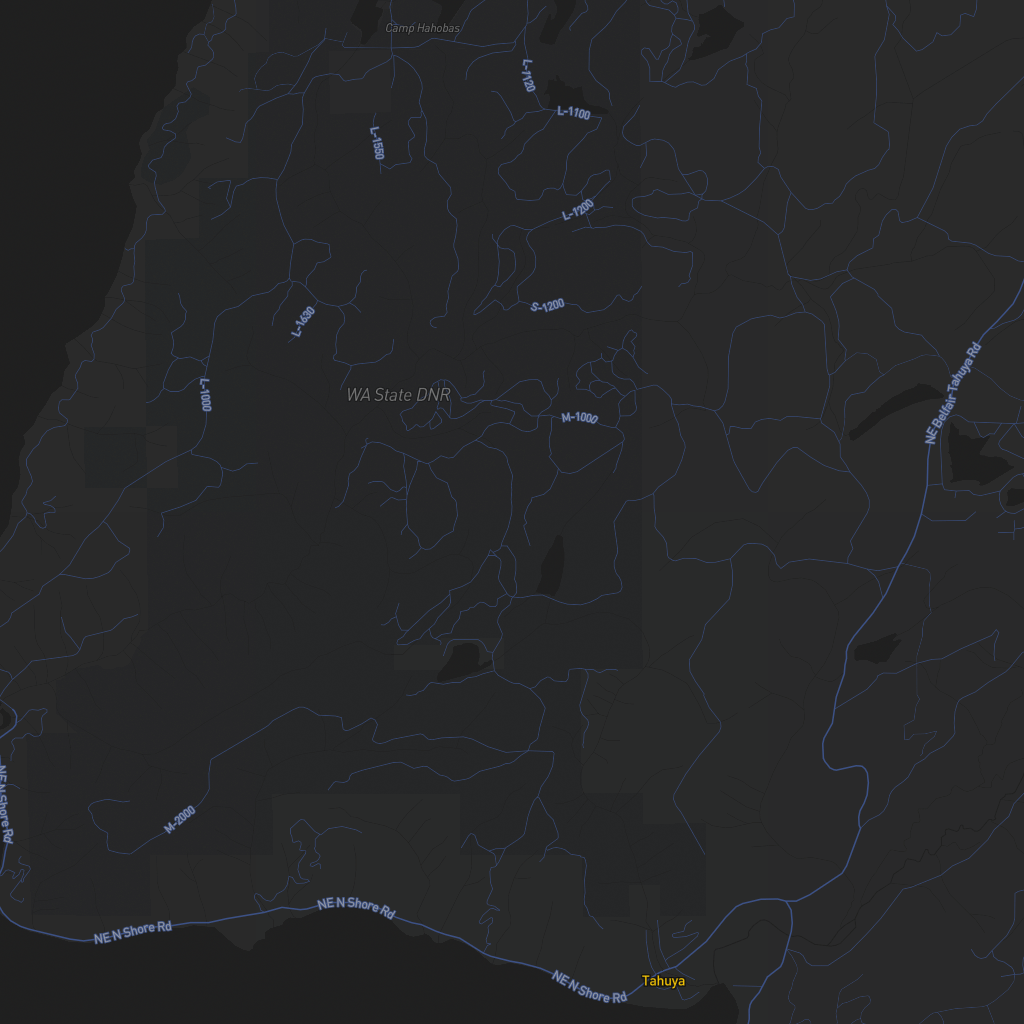 Camp Hahobas
L-1120
L-1100
L-1550
L-1200
S-1200
L-1630
NE Belfair Tahuya Rd
WA State DNR
L-1000
M-1000
NE N Shore Rd
M-2000
NE N Shore Rd
NE N Shore Rd
NE N Shore Rd
Tahuya